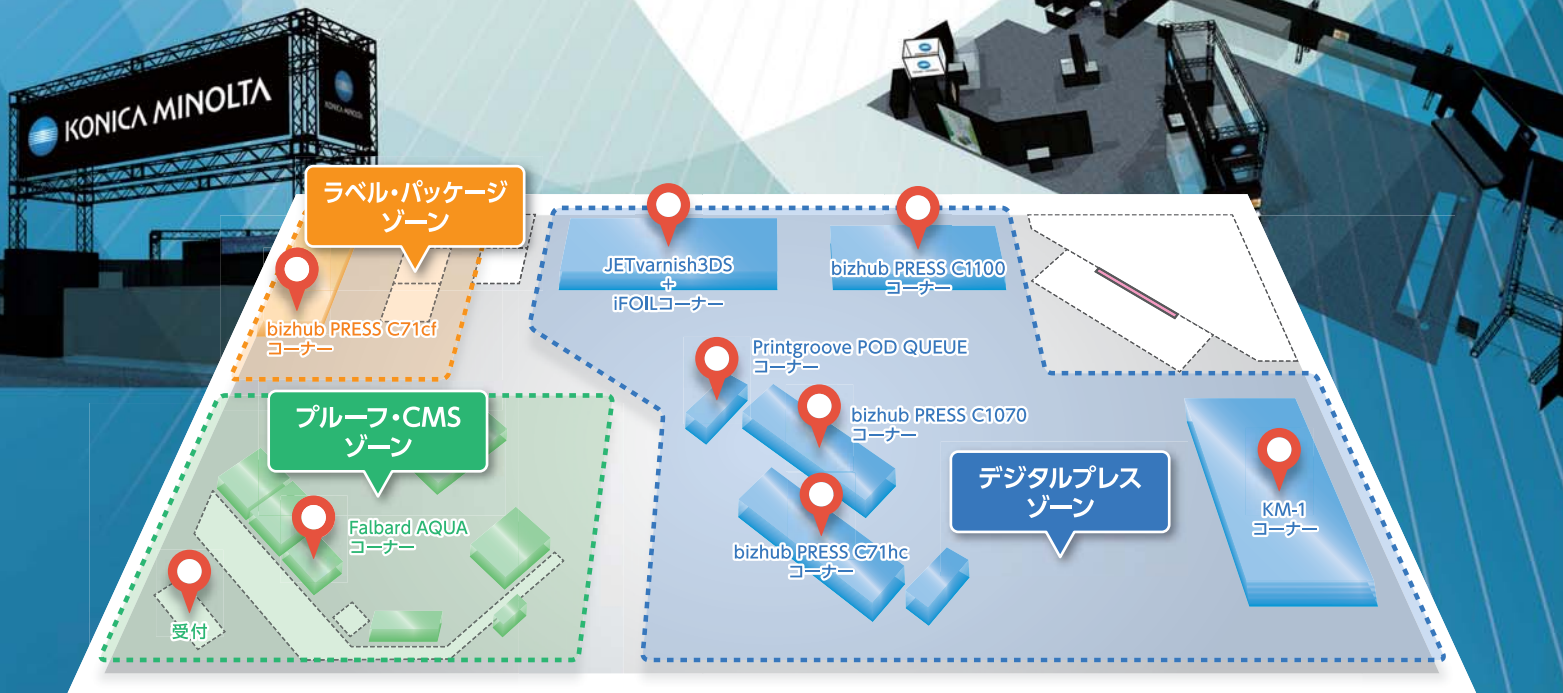 KONICA MINOLTA
KONICA MINOLTA
ラベル・パッケージ
ゾーン
bizhub PRESS C71cf
コーナー
JETvarnish3DS
+
iFOILコーナー
bizhub PRESS C1100
コーナー
Printgroove POD QUEUE
コーナー
bizhub PRESS C1070
コーナー
bizhub PRESS C71hc
コーナー
デジタルプレス
ゾーン
KM-1
コーナー
プルーフ・CMS
ゾーン
Falbard AQUA
コーナー
受付